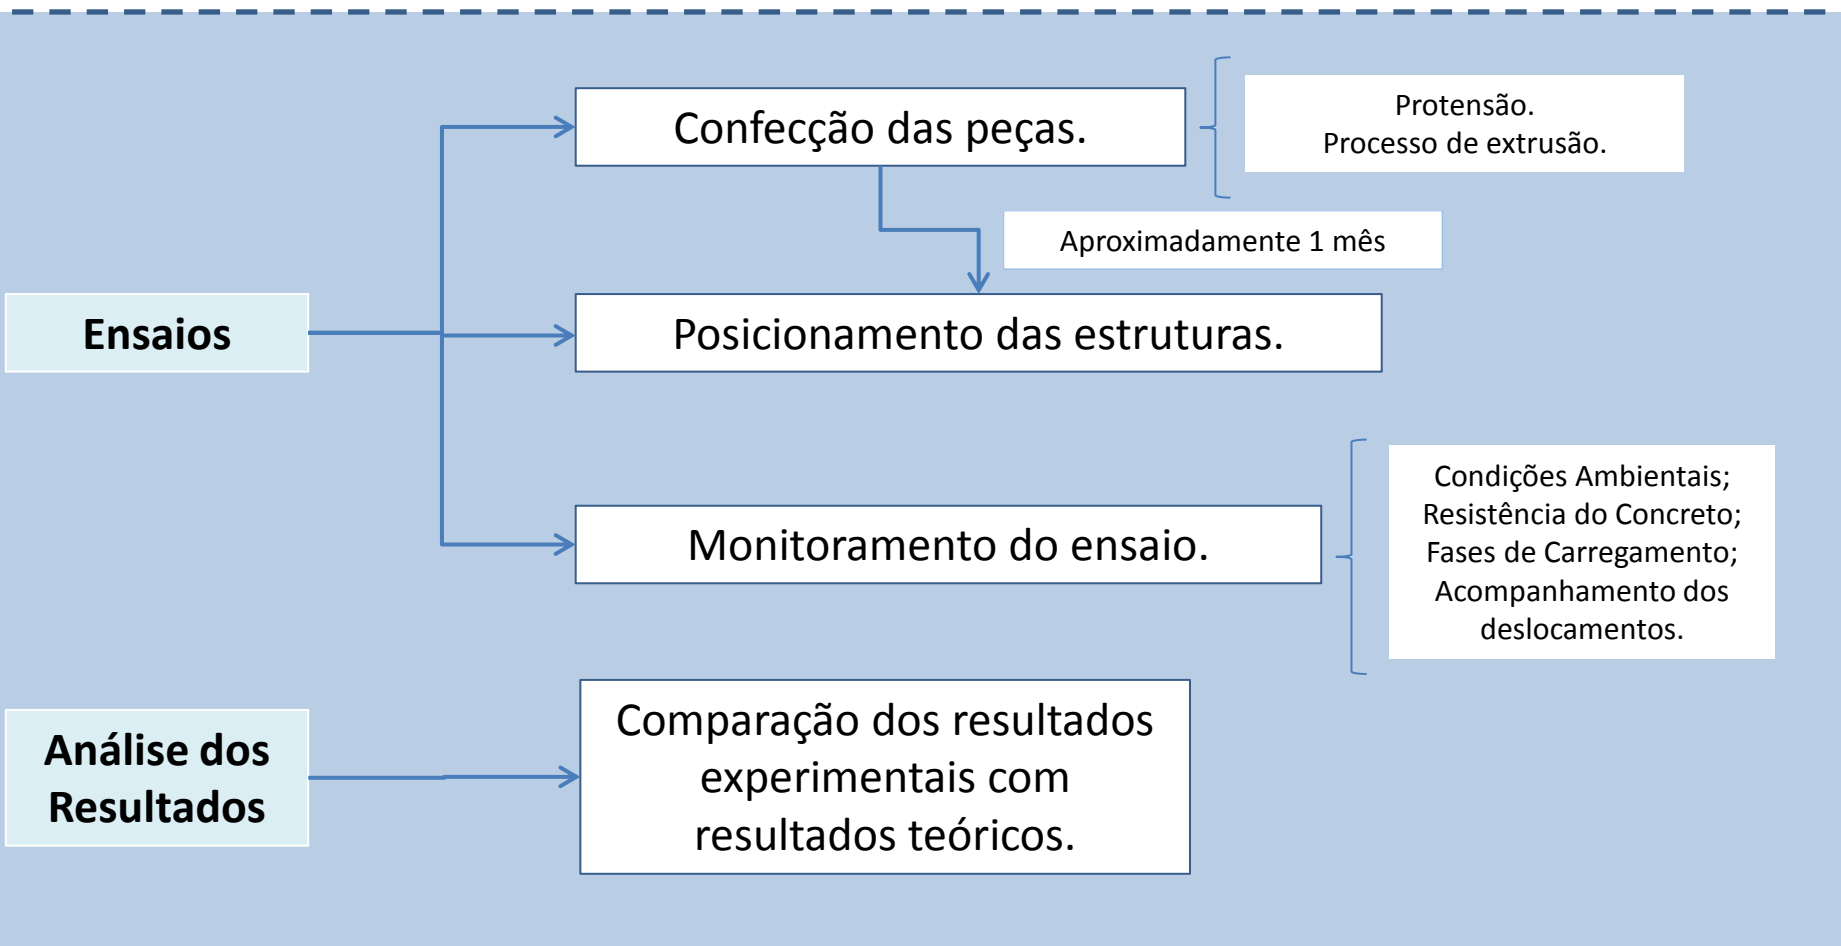 Confecção das peças.
Protensão.
Processo de extrusão.
Aproximadamente 1 mês
Ensaios
Posicionamento das estruturas.
Monitoramento do ensaio.
Condições Ambientais;
Resistência do Concreto;
Fases de Carregamento;
Acompanhamento dos
deslocamentos.
Análise dos
Resultados
Comparação dos resultados
experimentais com
resultados teóricos.